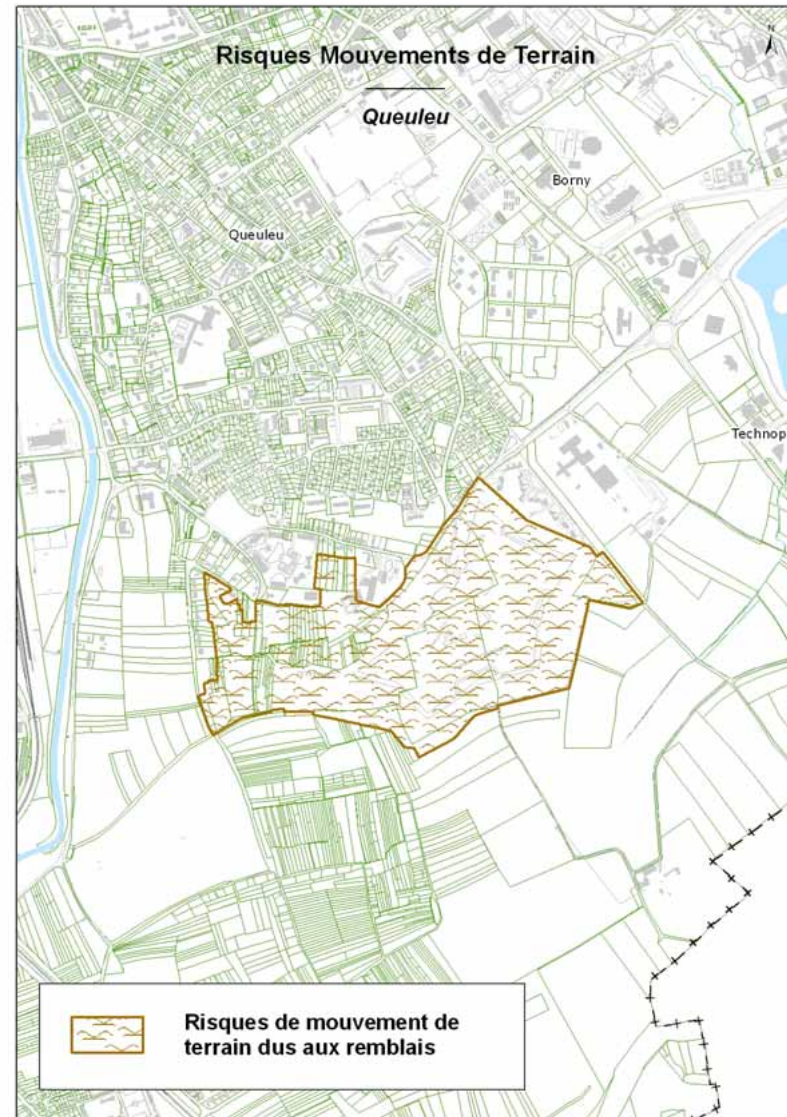 Risques Mouvements de Terrain
N
Queuleu
Borny
Queuleu
Technop
Risques de mouvement de
terrain dus aux remblais